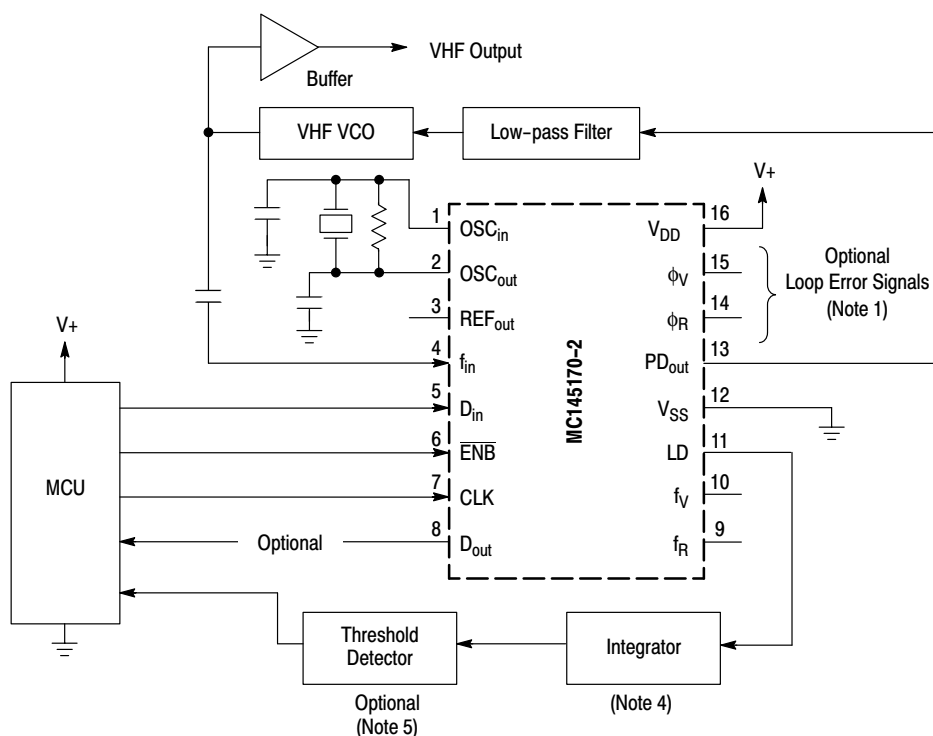 VHF Output
Buffer
VHF VCO
Low-pass Filter
V+
1
OSCin
16
VDD
2
OSCout
15
ϕV
Optional
Loop Error Signals
(Note 1)
3
REFout
14
ϕR
V+
4
fin
13
PDout
MC145170-2
5
Din
12
VSS
6
ENB
11
LD
MCU
7
CLK
10
fV
Optional
8
Dout
9
fR
Threshold
Detector
Integrator
Optional
(Note 5)
(Note 4)